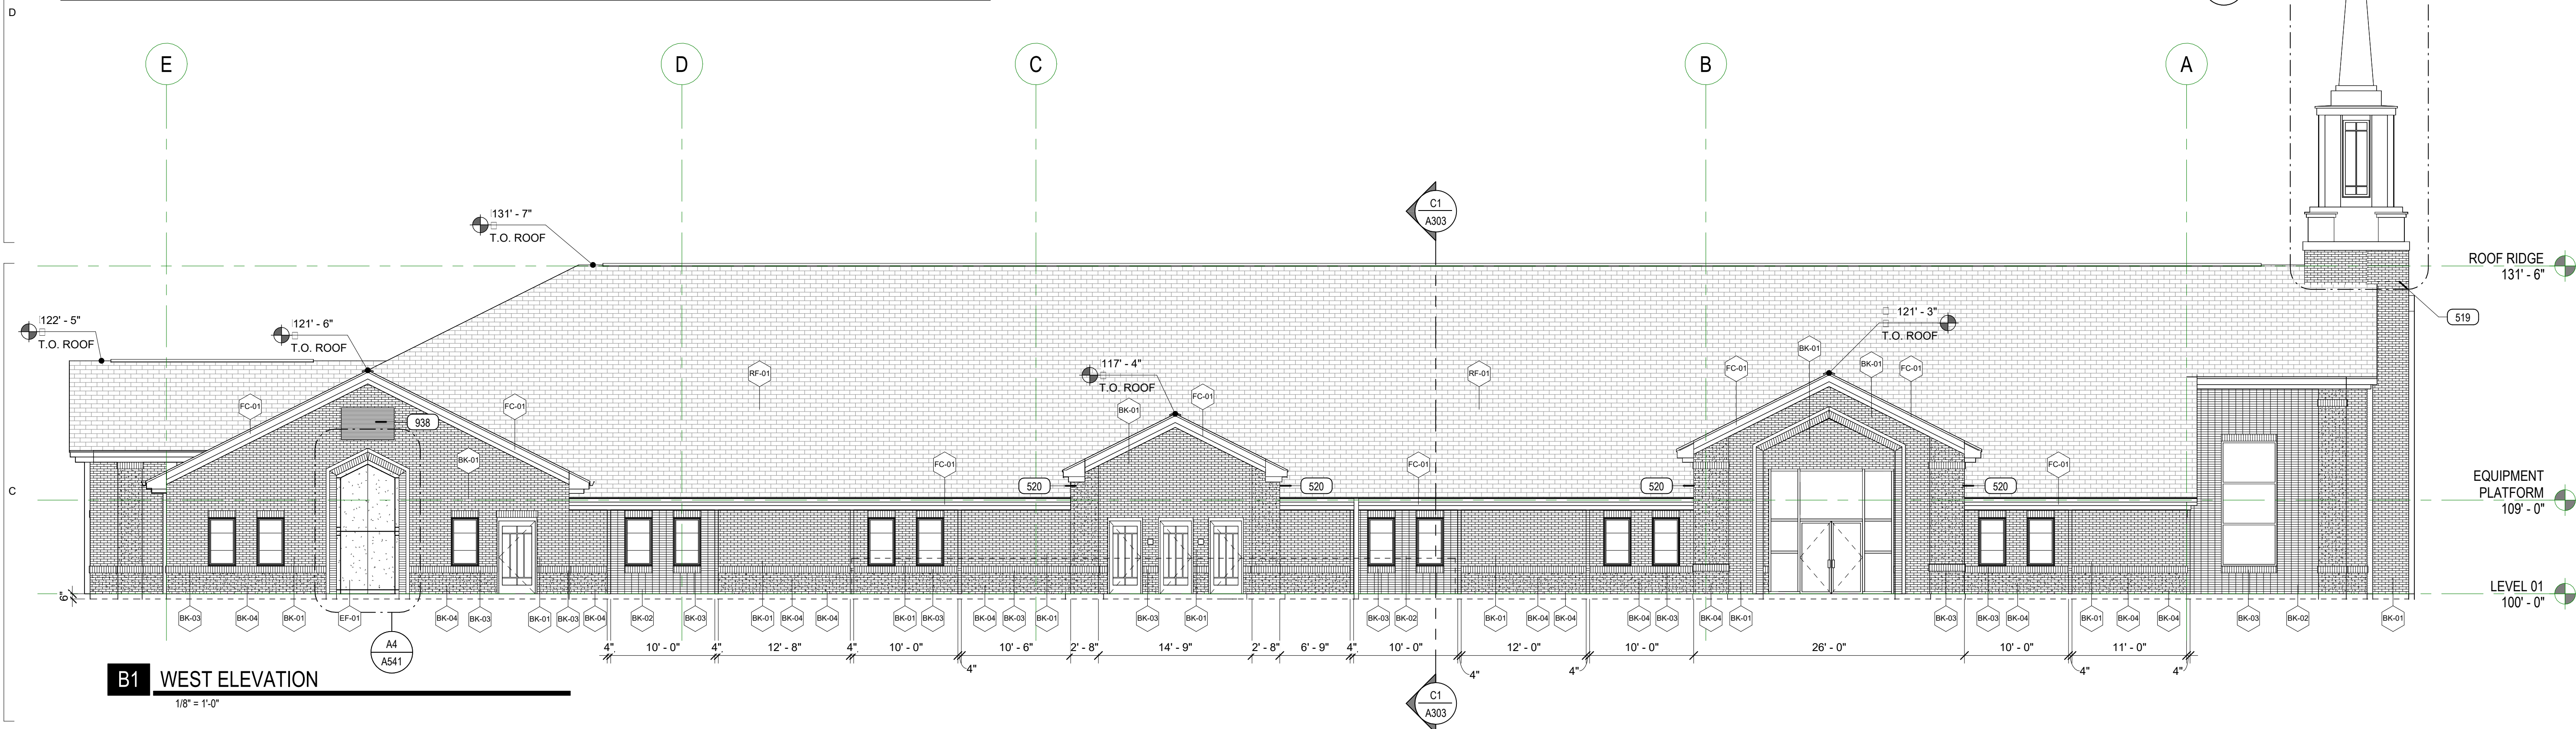 D
E
D
C
B
A
C1
A303
131' - 7"
T.O. ROOF
ROOF RIDGE
131' - 6"
519
122' - 5"
T.O. ROOF
121' - 6"
T.O. ROOF
121' - 3"
T.O. ROOF
117' - 4"
T.O. ROOF
RF-01
RF-01
BK-01
BK-01
FC-01
FC-01
FC-01
FC-01
FC-01
BK-01
938
BK-01
FC-01
FC-01
FC-01
520
520
520
520
C
EQUIPMENT
PLATFORM
109' - 0"
LEVEL 01
100' - 0"
6"
BK-03
BK-04
BK-01
EF-01
BK-04
BK-03
BK-01
BK-03
BK-04
BK-02
BK-03
BK-01
BK-04
BK-04
BK-01
BK-03
BK-04
BK-03
BK-01
BK-03
BK-01
BK-03
BK-02
BK-01
BK-04
BK-04
BK-04
BK-03
BK-04
BK-01
BK-03
BK-03
BK-04
BK-01
BK-04
BK-04
BK-03
BK-02
BK-01
A4
A541
4"
10' - 0"
4"
12' - 8"
4"
10' - 0"
4"
10' - 6"
2' - 8"
14' - 9"
2' - 8"
6' - 9"
4"
10' - 0"
4"
12' - 0"
4"
10' - 0"
26' - 0"
10' - 0"
4"
11' - 0"
4"
B1 WEST ELEVATION
1/8" = 1'-0"
C1
A303